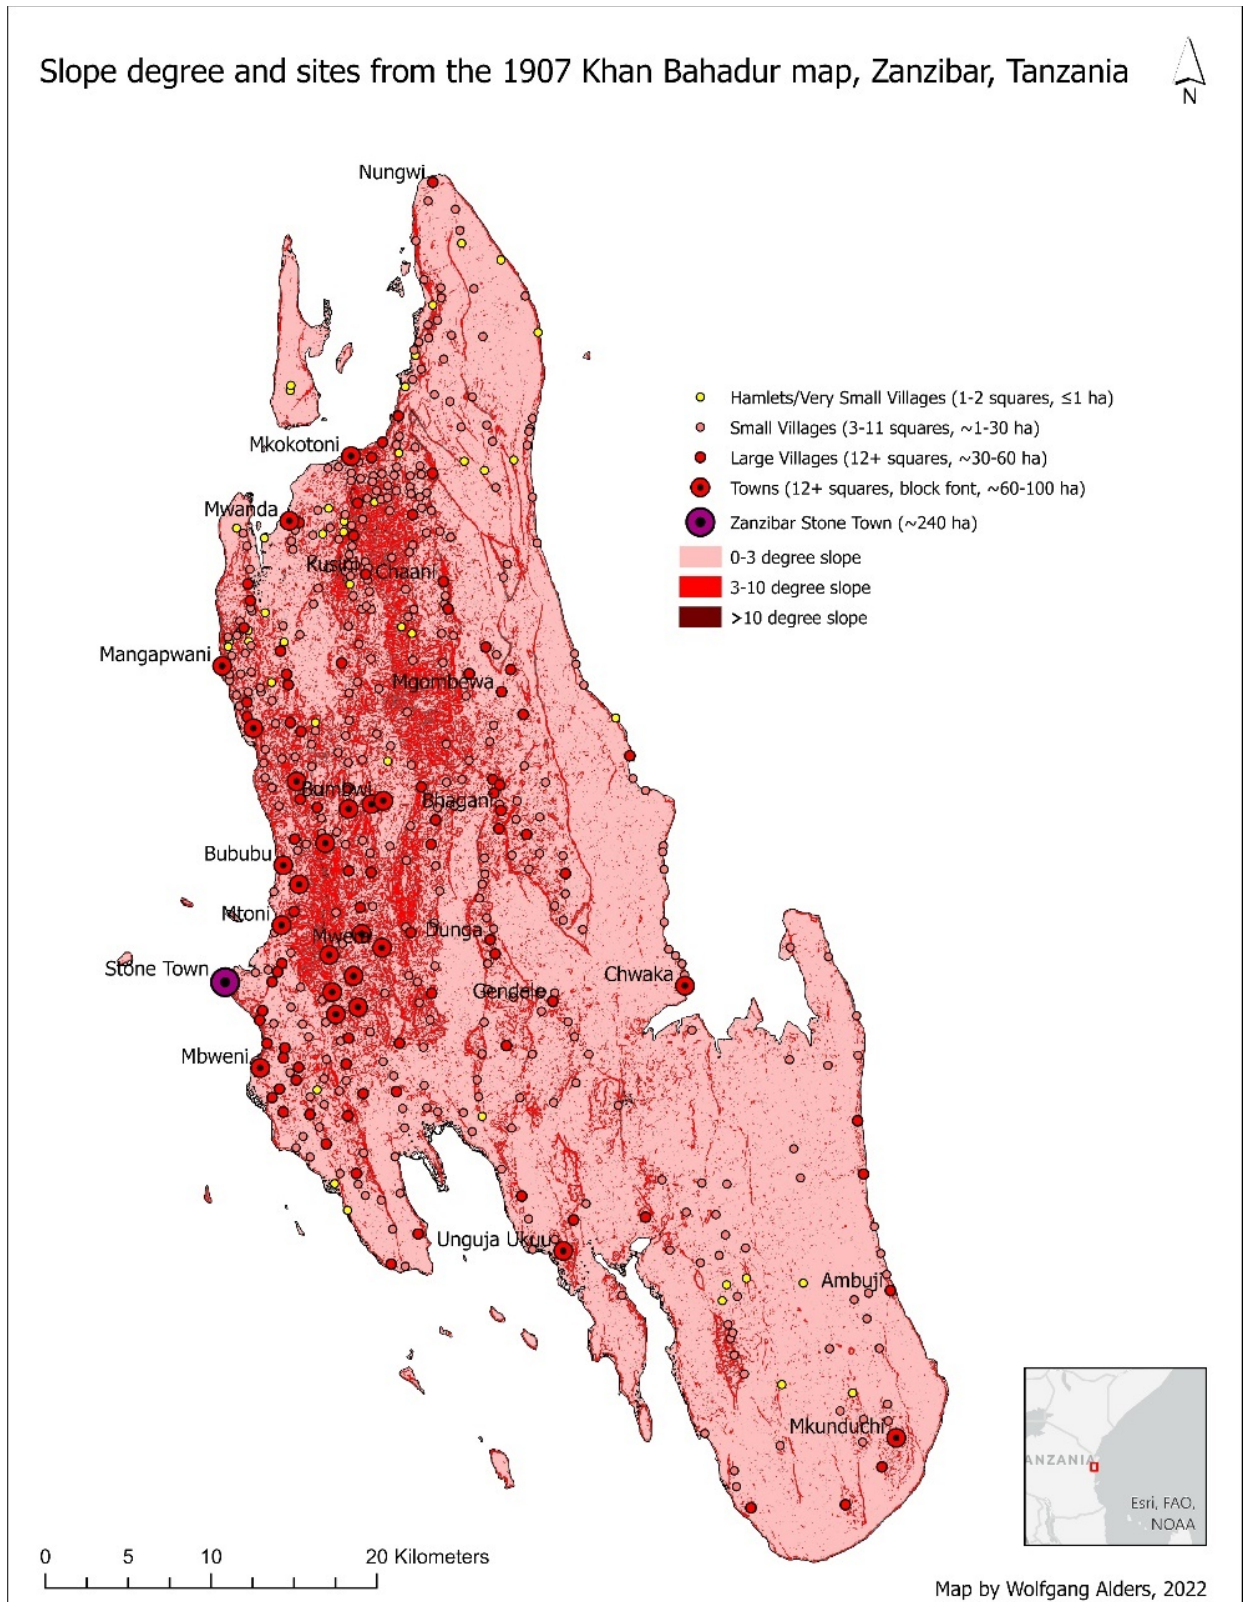 Slope degree and sites from the 1907 Khan Bahadur map, Zanzibar, Tanzania
N
Nungwi
Hamlets/Very Small Villages (1-2 squares, ≤1 ha)
Small Villages (3-11 squares, ~1-30 ha)
Large Villages (12+ squares, ~30-60 ha)
Towns (12+ squares, block font, ~60-100 ha)
Zanzibar Stone Town (~240 ha)
0-3 degree slope
3-10 degree slope
>10 degree slope
Mkokotoni
Mwanda
Kusini
Chaani
Mangapwani
Mgombewa
Bumbwi
Bhagani
Bububu
Mtoni
Dunga
Stone Town
Chwaka
Mbweni
Unguja Ukuu
Ambuji
Mkunduchi
ANZANIA
Esri, FAO,
NOAA
0 5 10 20 Kilometers
Map by Wolfgang Alders, 2022